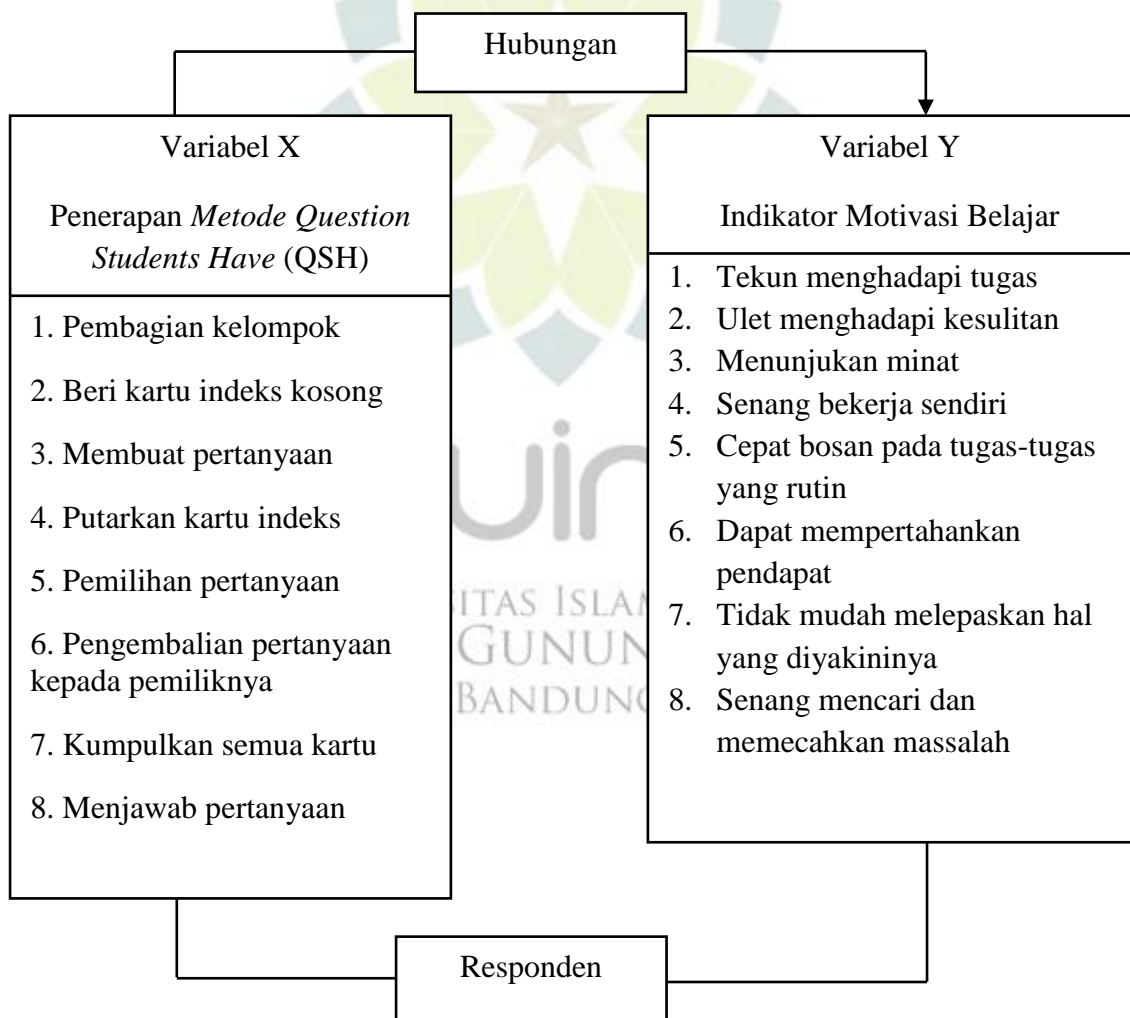 Hubungan
Variabel X
Penerapan Metode Question
Students Have (QSH)
1. Pembagian kelompok
2. Beri kartu indeks kosong
3. Membuat pertanyaan
4. Putarkan kartu indeks
5. Pemilihan pertanyaan
6. Pengembalian pertanyaan
kepada pemiliknya
7. Kumpulkan semua kartu
8. Menjawab pertanyaan
Variabel Y
Indikator Motivasi Belajar
1. Tekun menghadapi tugas
2. Ulet menghadapi kesulitan
3. Menunjukan minat
4. Senang bekerja sendiri
5. Cepat bosan pada tugas-tugas
yang rutin
6. Dapat mempertahankan
pendapat
7. Tidak mudah melepaskan hal
yang diyakininya
8. Senang mencari dan
memecahkan massalah
Responden
uin
BANDUNG